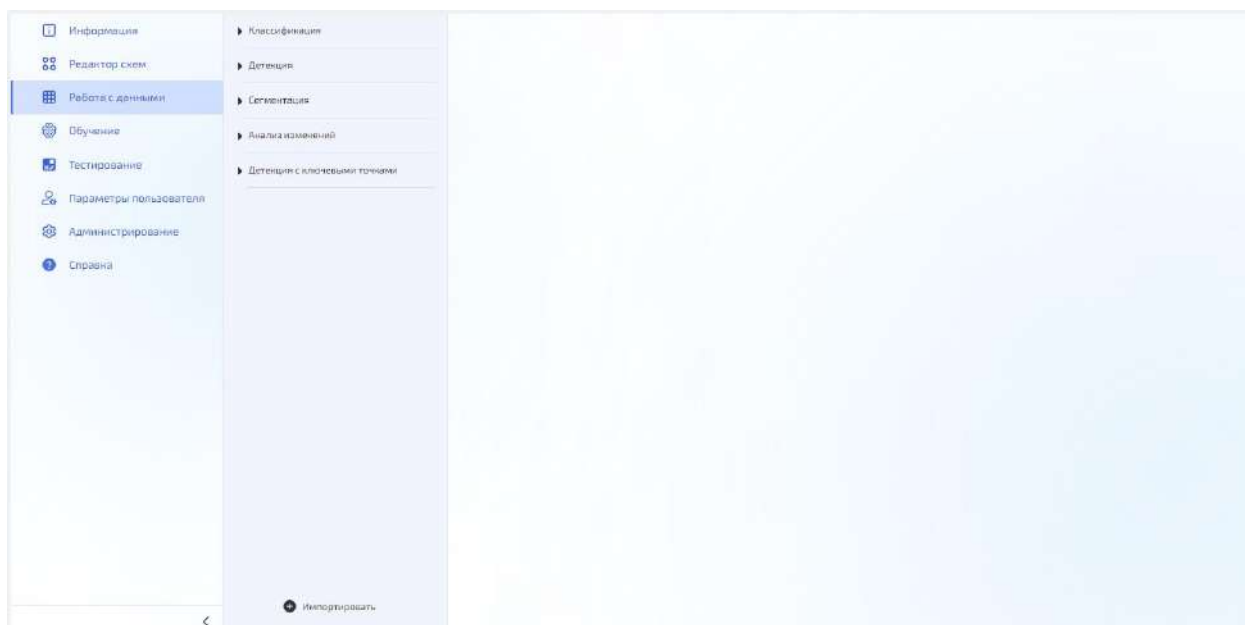 Информация
Редактор схем
Работа с данными
Обучение
Тестирование
Параметры пользователя
Администрирование
Справка
Классификация
Детекция
Сегментация
Анализ изменений
Детекция с ключевыми точками
Импортировать